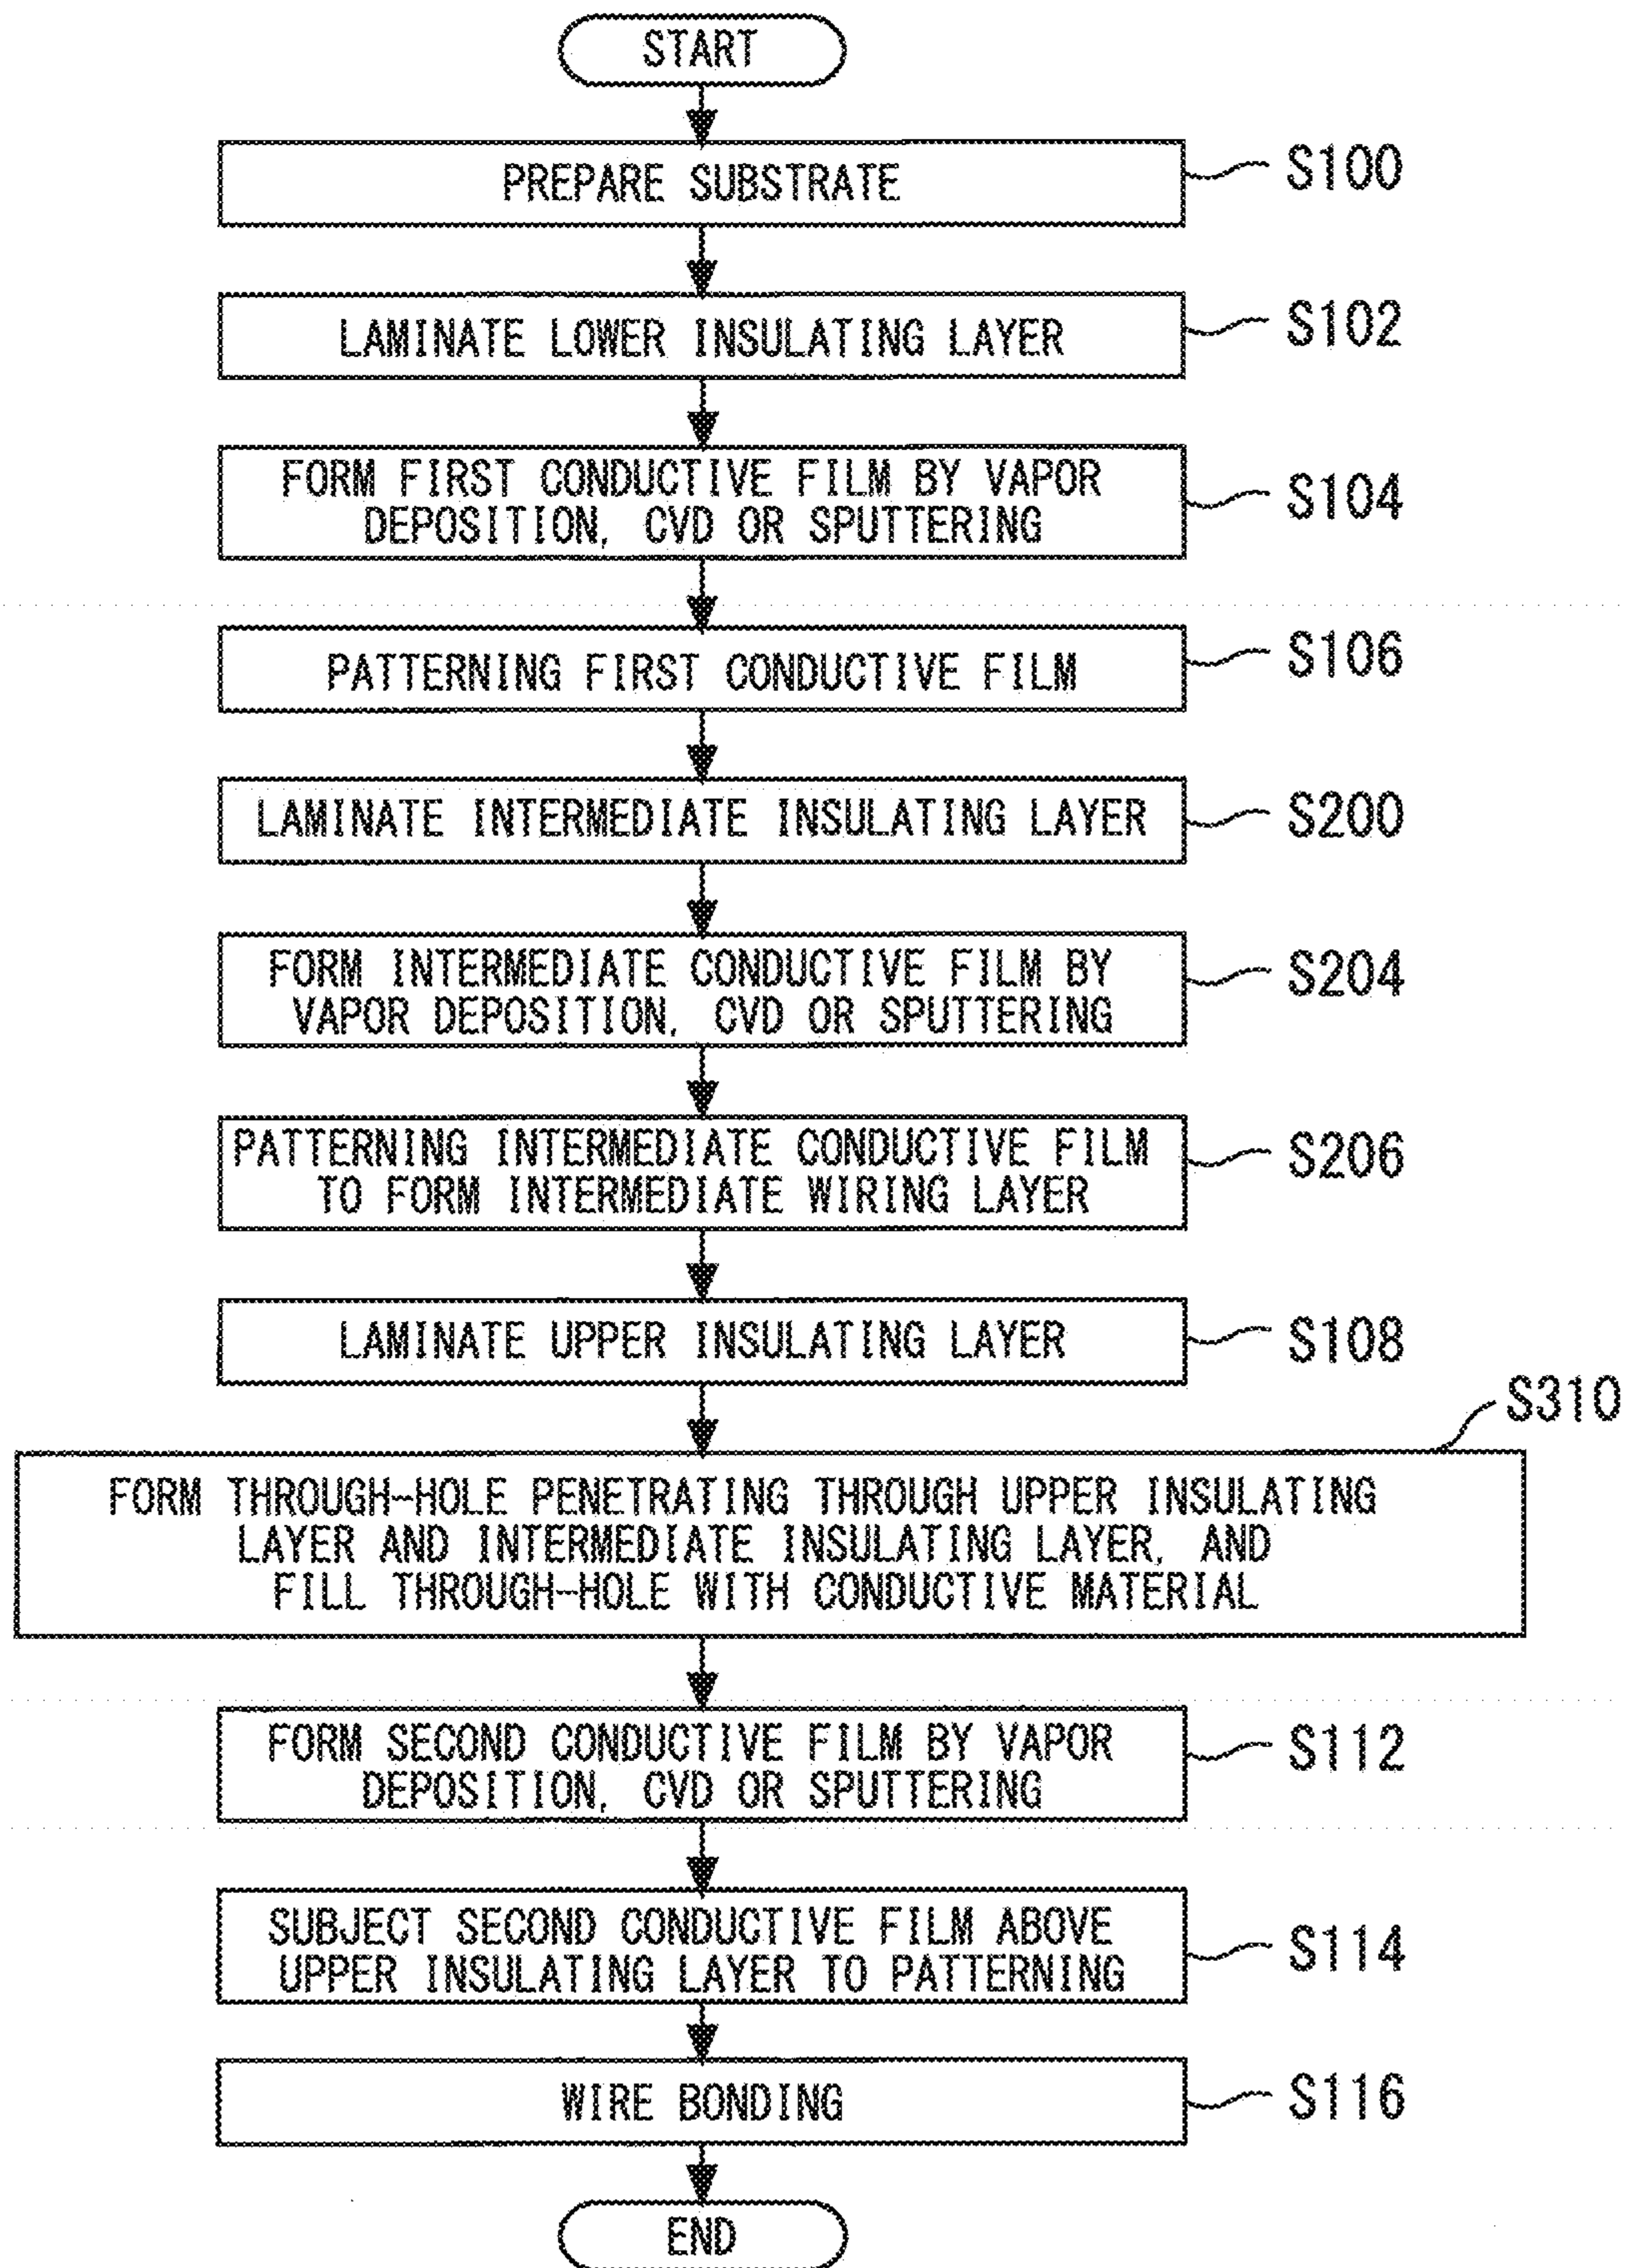 START
PREPARE SUBSTRATE
S100
LAMINATE LOWER INSULATING LAYER
S102
FORM FIRST CONDUCTIVE FILM BY VAPOR
DEPOSITION, CVD OR SPUTTERING
S104
PATTERNING FIRST CONDUCTIVE FILM
S106
LAMINATE INTERMEDIATE INSULATING LAYER
S200
FORM INTERMEDIATE CONDUCTIVE FILM BY
VAPOR DEPOSITION, CVD OR SPUTTERING
S204
PATTERNING INTERMEDIATE CONDUCTIVE FILM
TO FORM INTERMEDIATE WIRING LAYER
S206
LAMINATE UPPER INSULATING LAYER
S108
S310
FORM THROUGH-HOLE PENETRATING THROUGH UPPER INSULATING
LAYER AND INTERMEDIATE INSULATING LAYER, AND
FILL THROUGH-HOLE WITH CONDUCTIVE MATERIAL
FORM SECOND CONDUCTIVE FILM BY VAPOR
DEPOSITION, CVD OR SPUTTERING
S112
SUBJECT SECOND CONDUCTIVE FILM ABOVE
UPPER INSULATING LAYER TO PATTERNING
S114
WIRE BONDING
S116
END